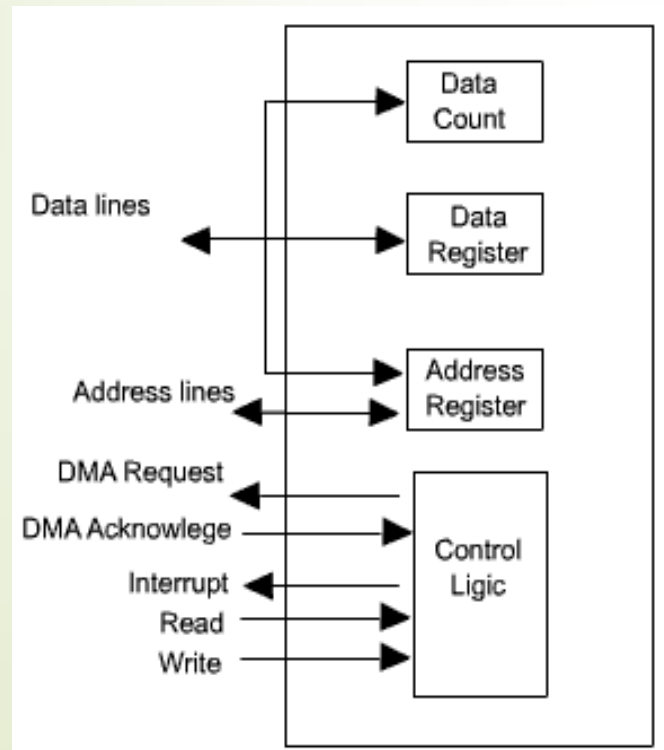 Data
Count
Data lines
Data
Register
Address lines
Address
Register
DMA Request
DMA Acknowlege
Interrupt
Read
Write
Control
Ligic